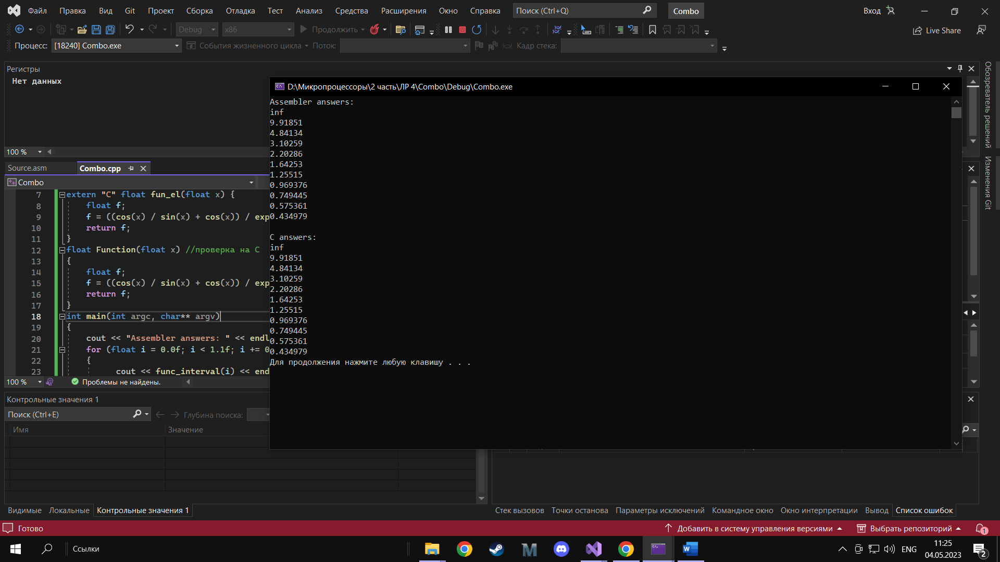 Файл Правка Вид Git Проект Сборка Отладка Тест Анализ Средства Расширения Окно Справка Поиск (Ctrl+Q) Combo Вход
Debug x86 Продолжить Live Share
Процесс: [18240] Combo.exe События жизненного цикла Поток: Кадр стека:
Регистры
Нет данных
100 %
Обозреватель решений
Изменения Git
Source.asm Combo.cpp
Combo
7 extern "C" float fun_el(float x) {
8 float f;
9 f = ((cos(x) / sin(x) + cos(x)) / exp
10 return f;
11 }
12 float Function(float x) //проверка на С
13 {
14 float f;
15 f = ((cos(x) / sin(x) + cos(x)) / exp
16 return f;
17 }
18 int main(int argc, char** argv)
19 {
20 cout << "Assembler answers: " << endl
21 for (float i = 0.0f; i < 1.1f; i += 0
22 {
23 cout << func_interval(i) << end
100 % Проблемы не найдены.
D:\Микропроцессоры\2 часть\ЛР 4\Combo\Debug\Combo.exe
Assembler answers:
inf
9.91851
4.84134
3.10259
2.20286
1.64253
1.25515
0.969376
0.749445
0.575361
0.434979
C answers:
inf
9.91851
4.84134
3.10259
2.20286
1.64253
1.25515
0.969376
0.749445
0.575361
0.434979
Для продолжения нажмите любую клавишу . . .
Контрольные значения 1
Поиск (Ctrl+E) Глубина поиска:
Имя Значение
Видимые Локальные Контрольные значения 1
Стек вызовов Точки останова Параметры исключений Командное окно Окно интерпретации Вывод Список ошибок
Готово Добавить в систему управления версиями Выбрать репозиторий 1
Ссылки ENG 11:25
04.05.2023 2